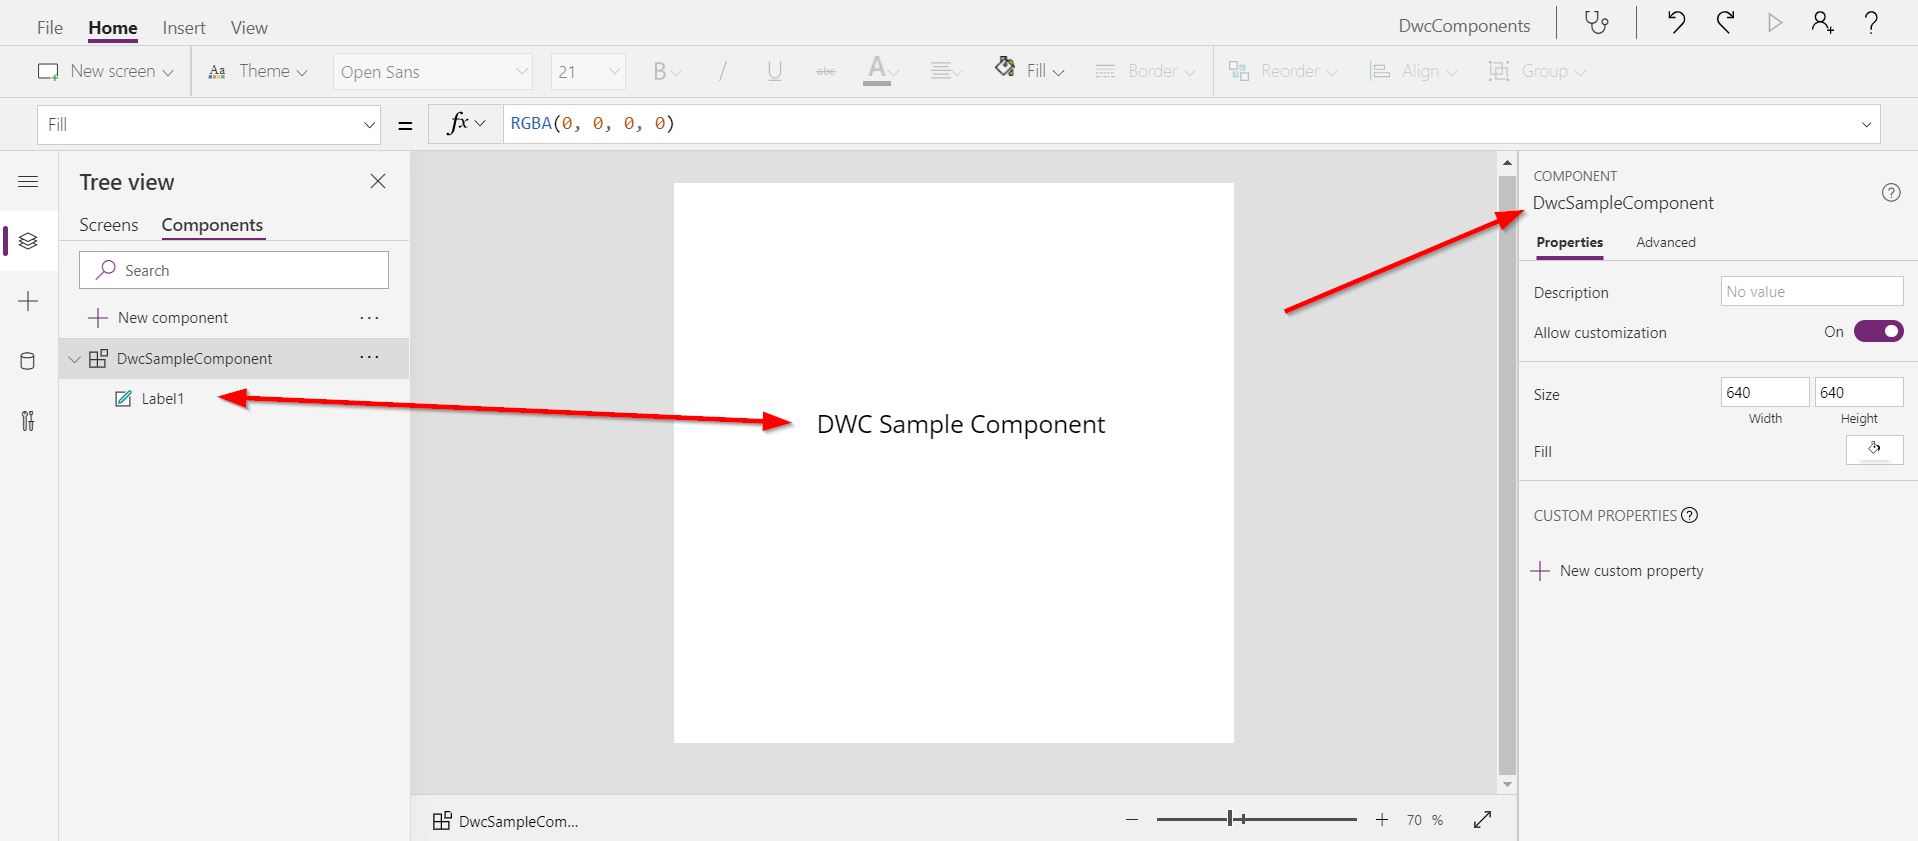 File Home Insert View DwcComponents ?
New screen Aa Theme Open Sans 21 B / U abc A Fill Border Reorder Align Group
Fill = fx RGBA(0, 0, 0, 0)
Tree view
Screens Components
Search
New component ...
DwcSampleComponent ...
Label1
DWC Sample Component
DwcSampleCom...
70 %
COMPONENT
DwcSampleComponent
?
Properties Advanced
Description No value
Allow customization On
Size 640 640
Width Height
Fill
CUSTOM PROPERTIES ?
New custom property